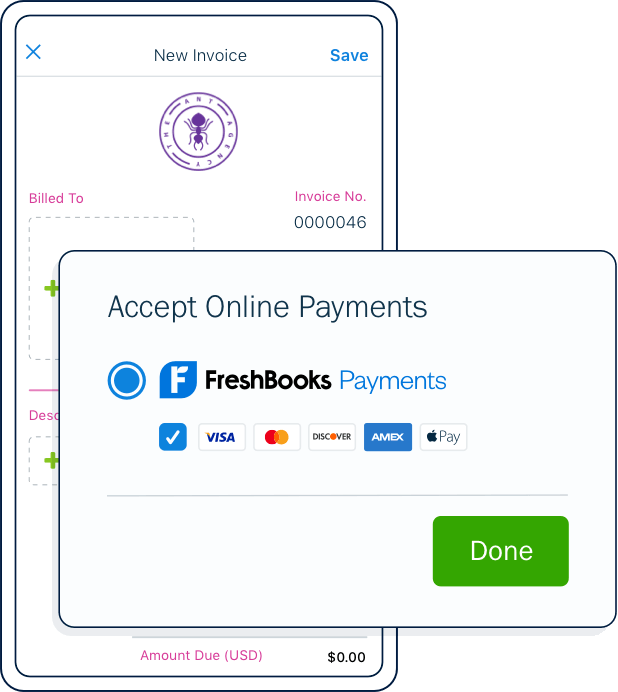 New Invoice
Save
THE ANT AGENCY
Billed To
Invoice No.
0000046
Accept Online Payments
FreshBooks Payments
VISA
DISCOVER
AMEX
Pay
Desc
Done
Amount Due (USD)
$0.00